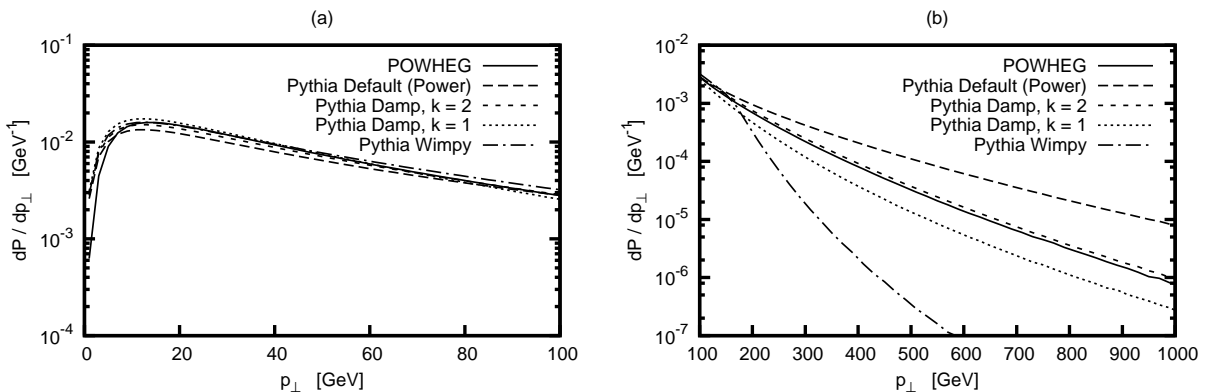 (a)
10^-1
10^-2
10^-3
10^-4
dP / dp⊥ [GeV^-1]
POWHEG
Pythia Default (Power)
Pythia Damp, k = 2
Pythia Damp, k = 1
Pythia Wimpy
0 20 40 60 80 100
p⊥ [GeV]
(b)
10^-2
10^-3
10^-4
10^-5
10^-6
10^-7
dP / dp⊥ [GeV^-1]
POWHEG
Pythia Default (Power)
Pythia Damp, k = 2
Pythia Damp, k = 1
Pythia Wimpy
100 200 300 400 500 600 700 800 900 1000
p⊥ [GeV]